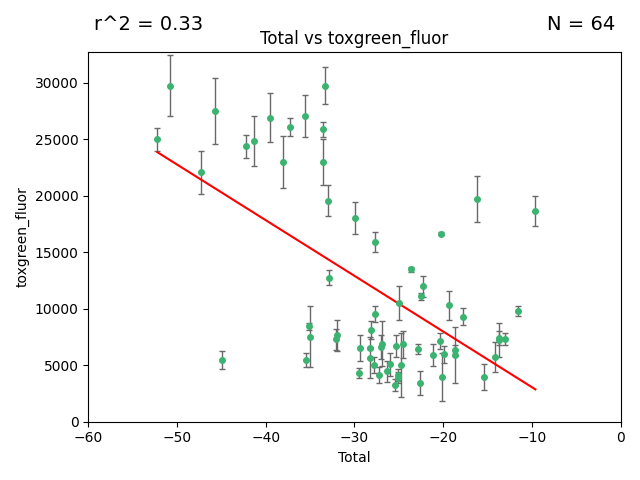 r^2 = 0.33
N = 64
Total vs toxgreen_fluor
30000
25000
20000
15000
10000
5000
0
toxgreen_fluor
−60
−50
−40
−30
−20
−10
0
Total